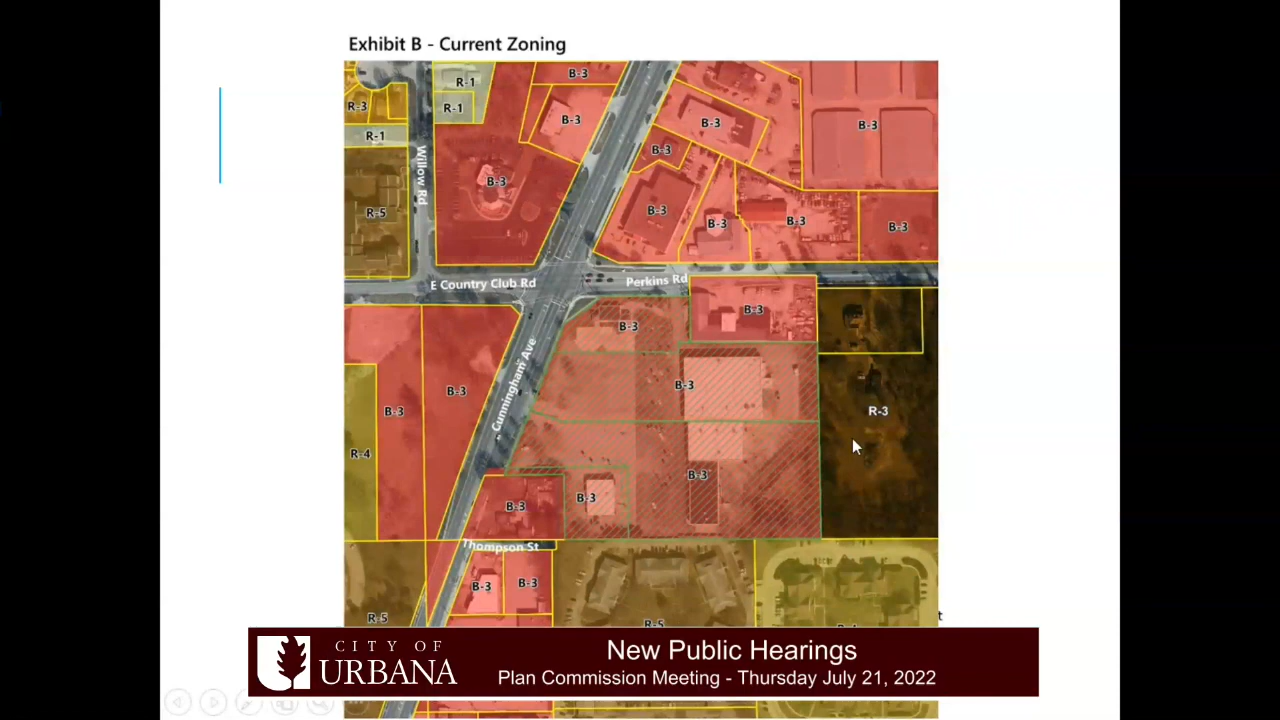 Exhibit B - Current Zoning
R-1
B-3
R-3
R-1
B-3
B-3
B-3
R-1
B-3
Willow Rd
B-3
R-5
B-3
B-3
B-3
B-3
E Country Club Rd
Perkins Rd
B-3
B-3
Cunningham Ave
B-3
B-3
B-3
R-3
R-4
B-3
B-3
B-3
Thompson St
B-3
B-3
R-5
R-5
t
CITY OF
URBANA
New Public Hearings
Plan Commission Meeting - Thursday July 21, 2022